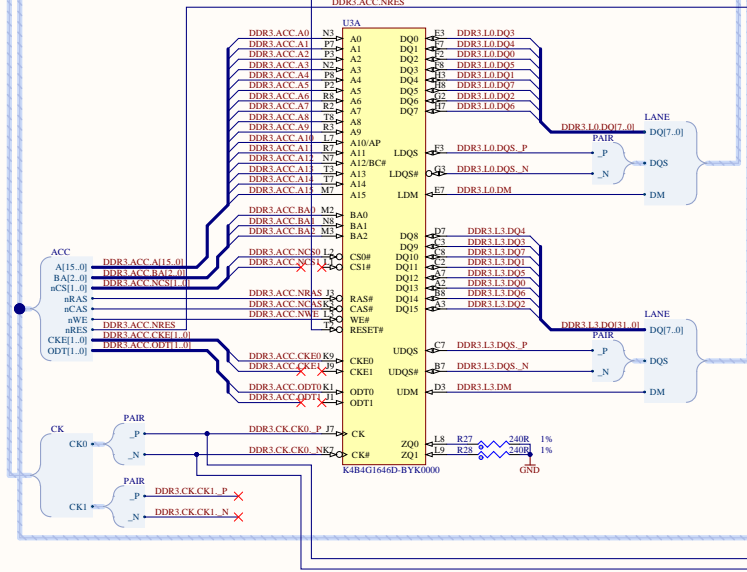 DDR3.ACC.NRES
U3A
DDR3.ACC.A0 N3 A0 DQ0 E3 DDR3.L0.DQ3
DDR3.ACC.A1 P7 A1 DQ1 F7 DDR3.L0.DQ4
DDR3.ACC.A2 P3 A2 DQ2 F2 DDR3.L0.DQ0
DDR3.ACC.A3 N2 A3 DQ3 F8 DDR3.L0.DQ5
DDR3.ACC.A4 P8 A4 DQ4 H3 DDR3.L0.DQ1
DDR3.ACC.A5 P2 A5 DQ5 H8 DDR3.L0.DQ7
DDR3.ACC.A6 R8 A6 DQ6 G2 DDR3.L0.DQ2
DDR3.ACC.A7 R2 A7 DQ7 H7 DDR3.L0.DQ6
DDR3.ACC.A8 T8 A8
DDR3.ACC.A9 R3 A9
DDR3.ACC.A10 L7 A10/AP
DDR3.ACC.A11 R7 A11
DDR3.ACC.A12 N7 A12/BC#
DDR3.ACC.A13 T3 A13
DDR3.ACC.A14 T7 A14
DDR3.ACC.A15 M7 A15
LANE
DDR3.L0.DQ[7..0] DQ[7..0]
PAIR
LDQS F3 DDR3.L0.DQS._P _P
DQS
LDQS# G3 DDR3.L0.DQS._N _N
LDM E7 DDR3.L0.DM DM
DDR3.ACC.BA0 M2 BA0
DDR3.ACC.BA1 N8 BA1
DDR3.ACC.BA2 M3 BA2
DQ8 D7 DDR3.L3.DQ4
DQ9 C3 DDR3.L3.DQ3
DQ10 C8 DDR3.L3.DQ7
DQ11 C2 DDR3.L3.DQ1
DQ12 A7 DDR3.L3.DQ5
DQ13 A2 DDR3.L3.DQ0
DQ14 B8 DDR3.L3.DQ6
DQ15 A3 DDR3.L3.DQ2
DDR3.ACC.NCS0 L2 CS0#
DDR3.ACC.NCS1 L1 CS1#
ACC
A[15..0] DDR3.ACC.A[15..0]
BA[2..0] DDR3.ACC.BA[2..0]
nCS[1..0] DDR3.ACC.NCS[1..0]
nRAS DDR3.ACC.NRAS J3 RAS#
nCAS DDR3.ACC.NCAS K3 CAS#
nWE DDR3.ACC.NWE L3 WE#
nRES DDR3.ACC.NRES T2 RESET#
CKE[1..0] DDR3.ACC.CKE[1..0]
ODT[1..0] DDR3.ACC.ODT[1..0]
LANE
DDR3.L3.DQ[31..0] DQ[7..0]
PAIR
UDQS C7 DDR3.L3.DQS._P _P
DQS
UDQS# B7 DDR3.L3.DQS._N _N
UDM D3 DDR3.L3.DM DM
DDR3.ACC.CKE0 K9 CKE0
DDR3.ACC.CKE1 J9 CKE1
DDR3.ACC.ODT0 K1 ODT0
DDR3.ACC.ODT1 J1 ODT1
CK
PAIR
_P DDR3.CK.CK0._P J7 CK
CK0
_N DDR3.CK.CK0._N K7 CK#
ZQ0 L8 R27 240R 1%
ZQ1 L9 R28 240R 1%
GND
K4B4G1646D-BYK0000
PAIR
_P DDR3.CK.CK1._P
CK1
_N DDR3.CK.CK1._N